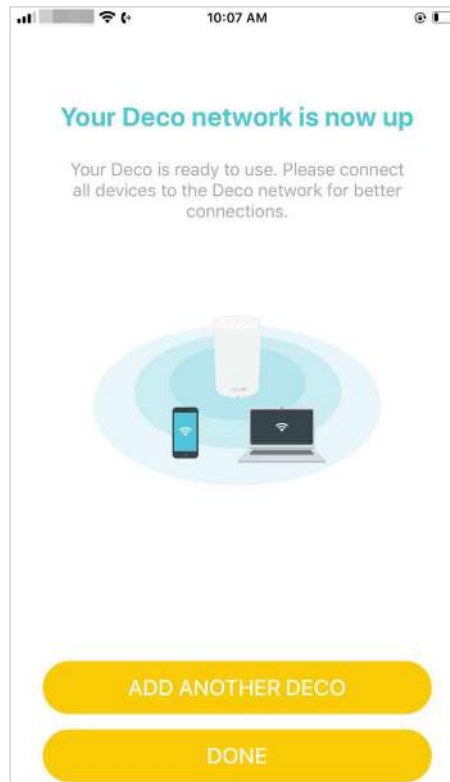 10:07 AM
Your Deco network is now up
Your Deco is ready to use. Please connect
all devices to the Deco network for better
connections.
ADD ANOTHER DECO
DONE